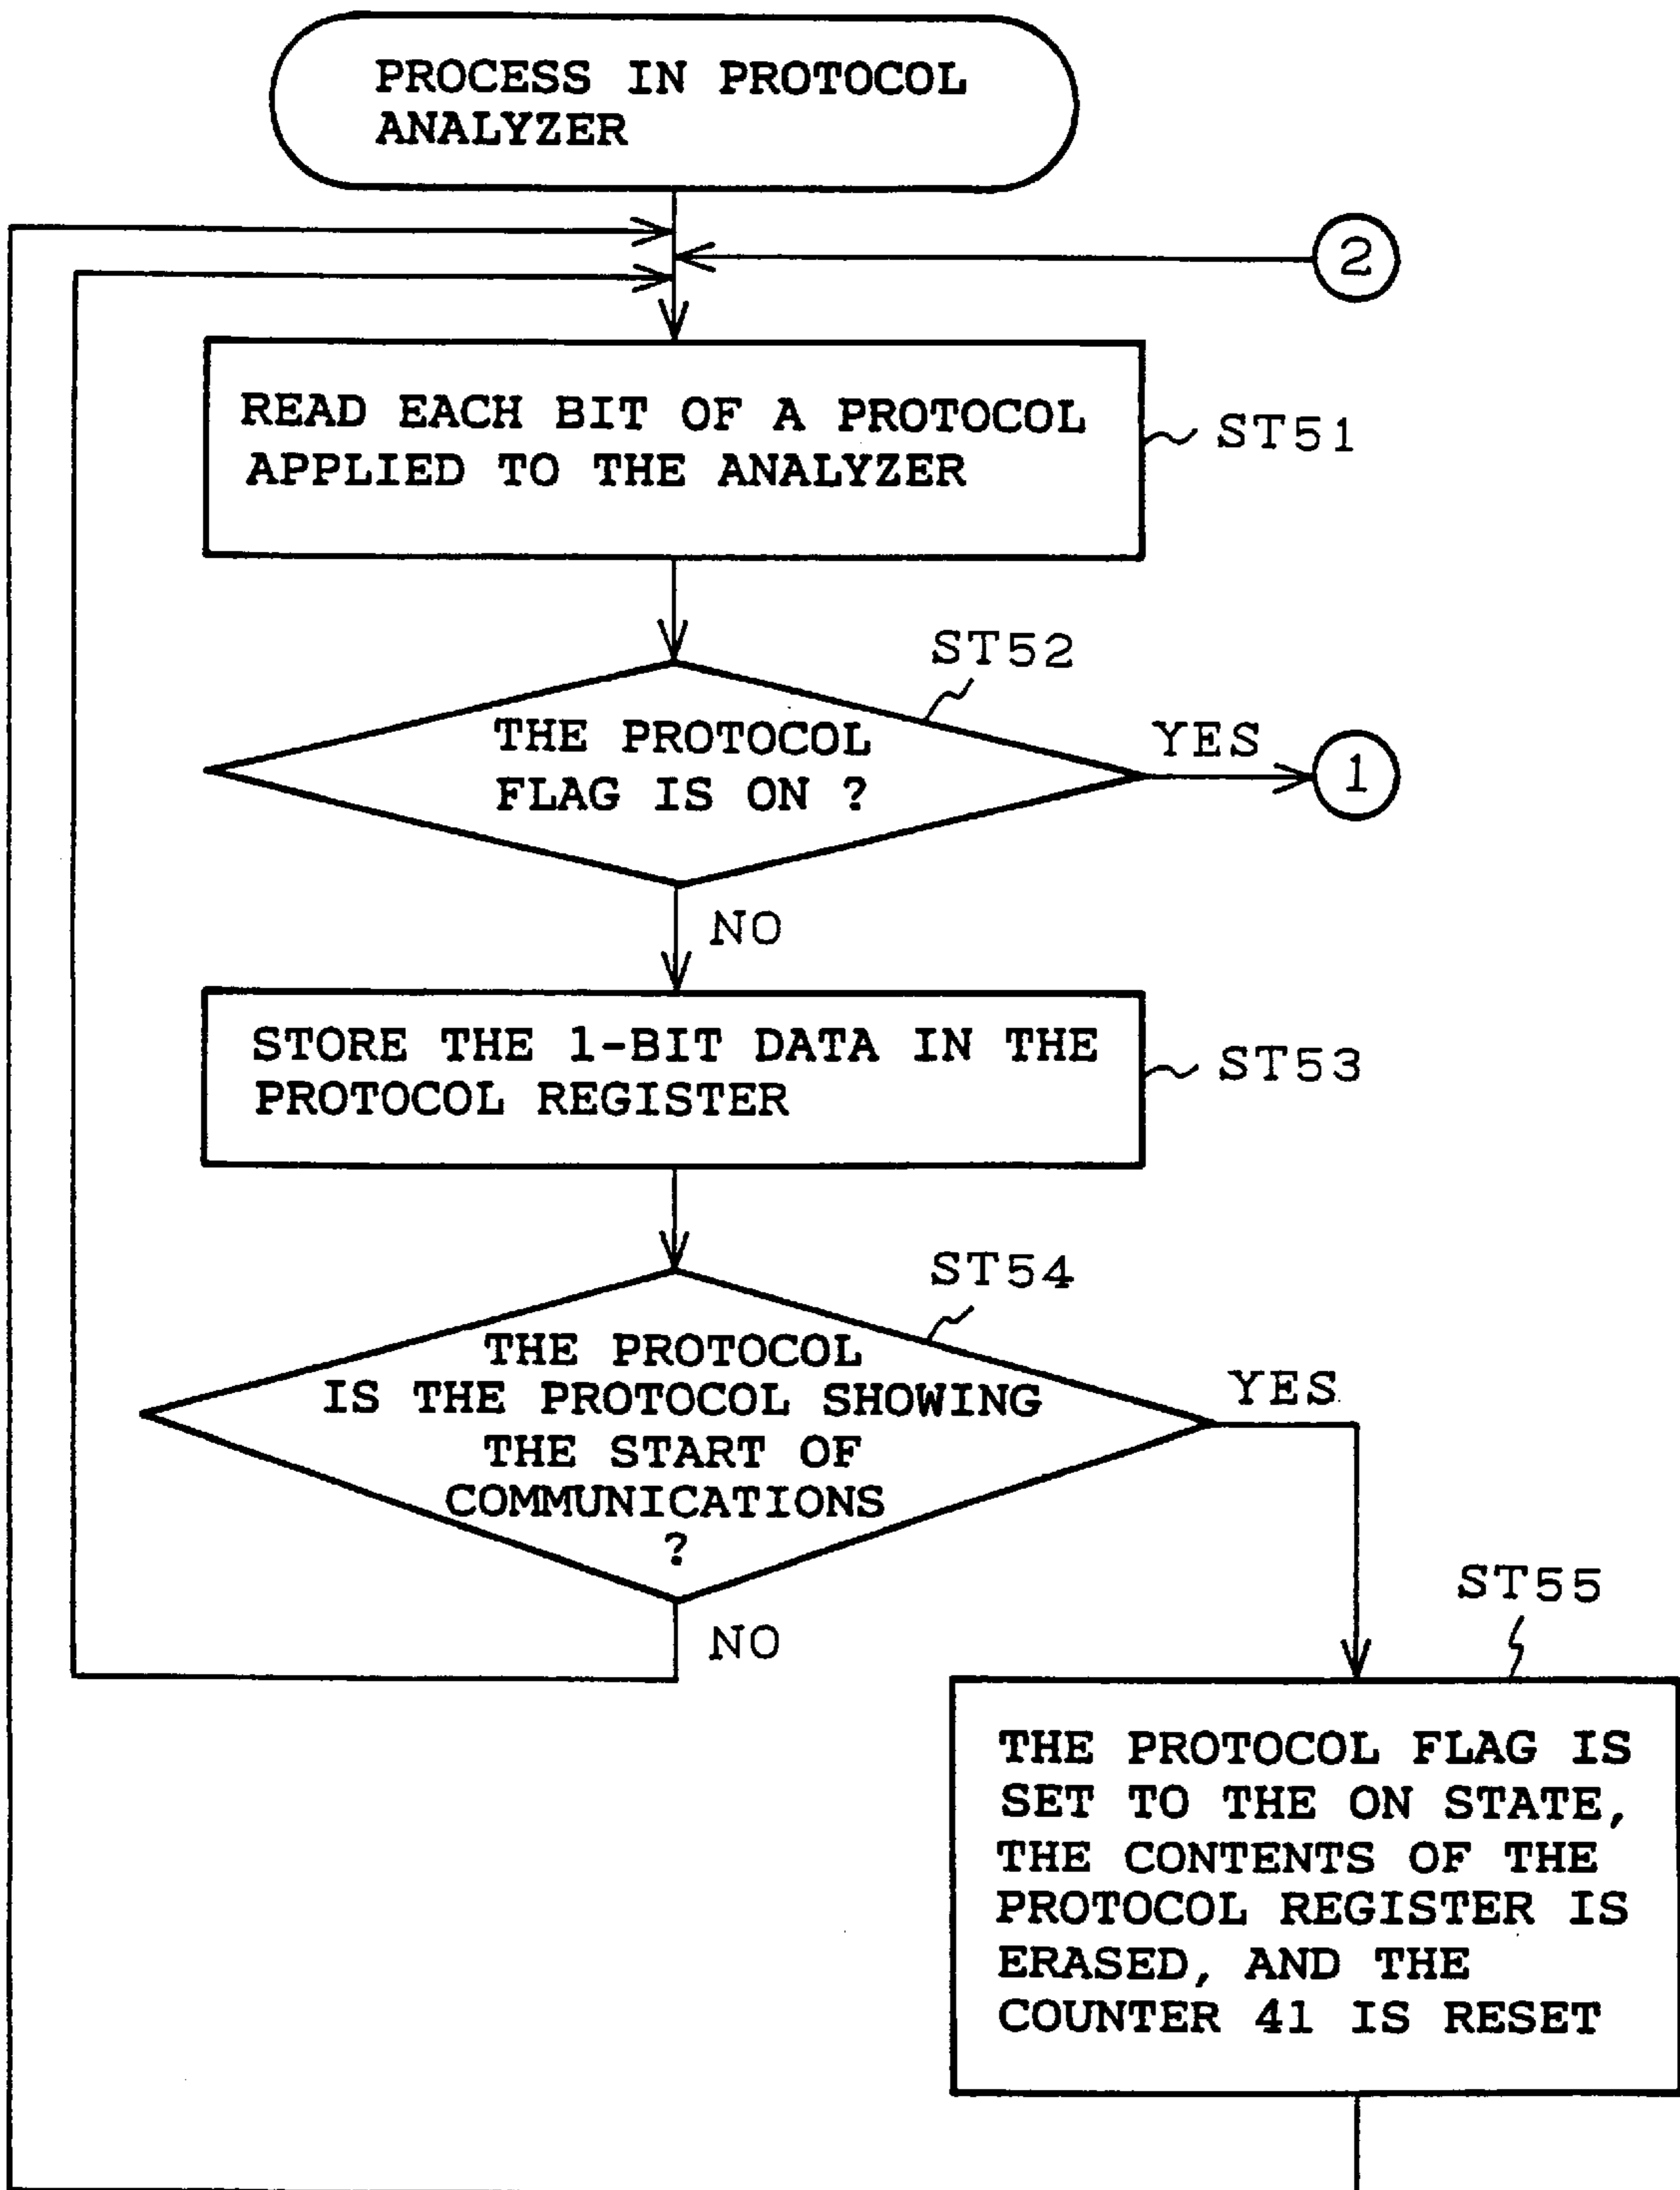 PROCESS IN PROTOCOL
ANALYZER
2
READ EACH BIT OF A PROTOCOL
APPLIED TO THE ANALYZER
ST51
ST52
THE PROTOCOL
FLAG IS ON ?
YES
1
NO
STORE THE 1-BIT DATA IN THE
PROTOCOL REGISTER
ST53
ST54
THE PROTOCOL
IS THE PROTOCOL SHOWING
THE START OF
COMMUNICATIONS
?
YES
NO
ST55
THE PROTOCOL FLAG IS
SET TO THE ON STATE,
THE CONTENTS OF THE
PROTOCOL REGISTER IS
ERASED, AND THE
COUNTER 41 IS RESET